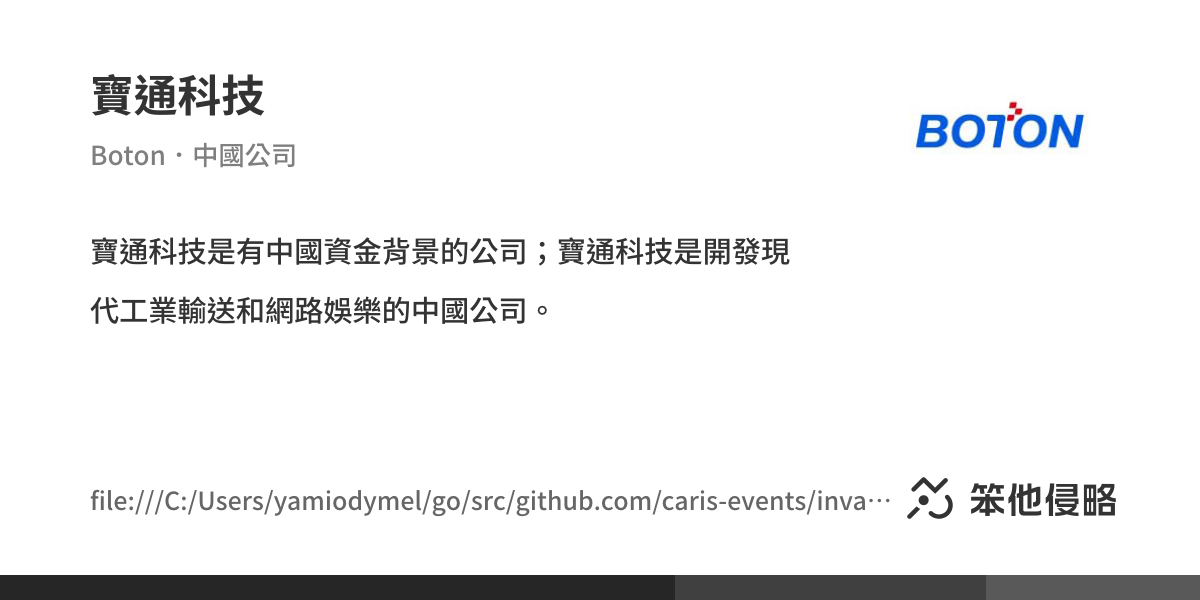 寶通科技
Boton・中國公司
BOTON
寶通科技是有中國資金背景的公司；寶通科技是開發現
代工業輸送和網路娛樂的中國公司。
file:///C:/Users/yamiodymel/go/src/github.com/caris-events/inva…
笨他侵略